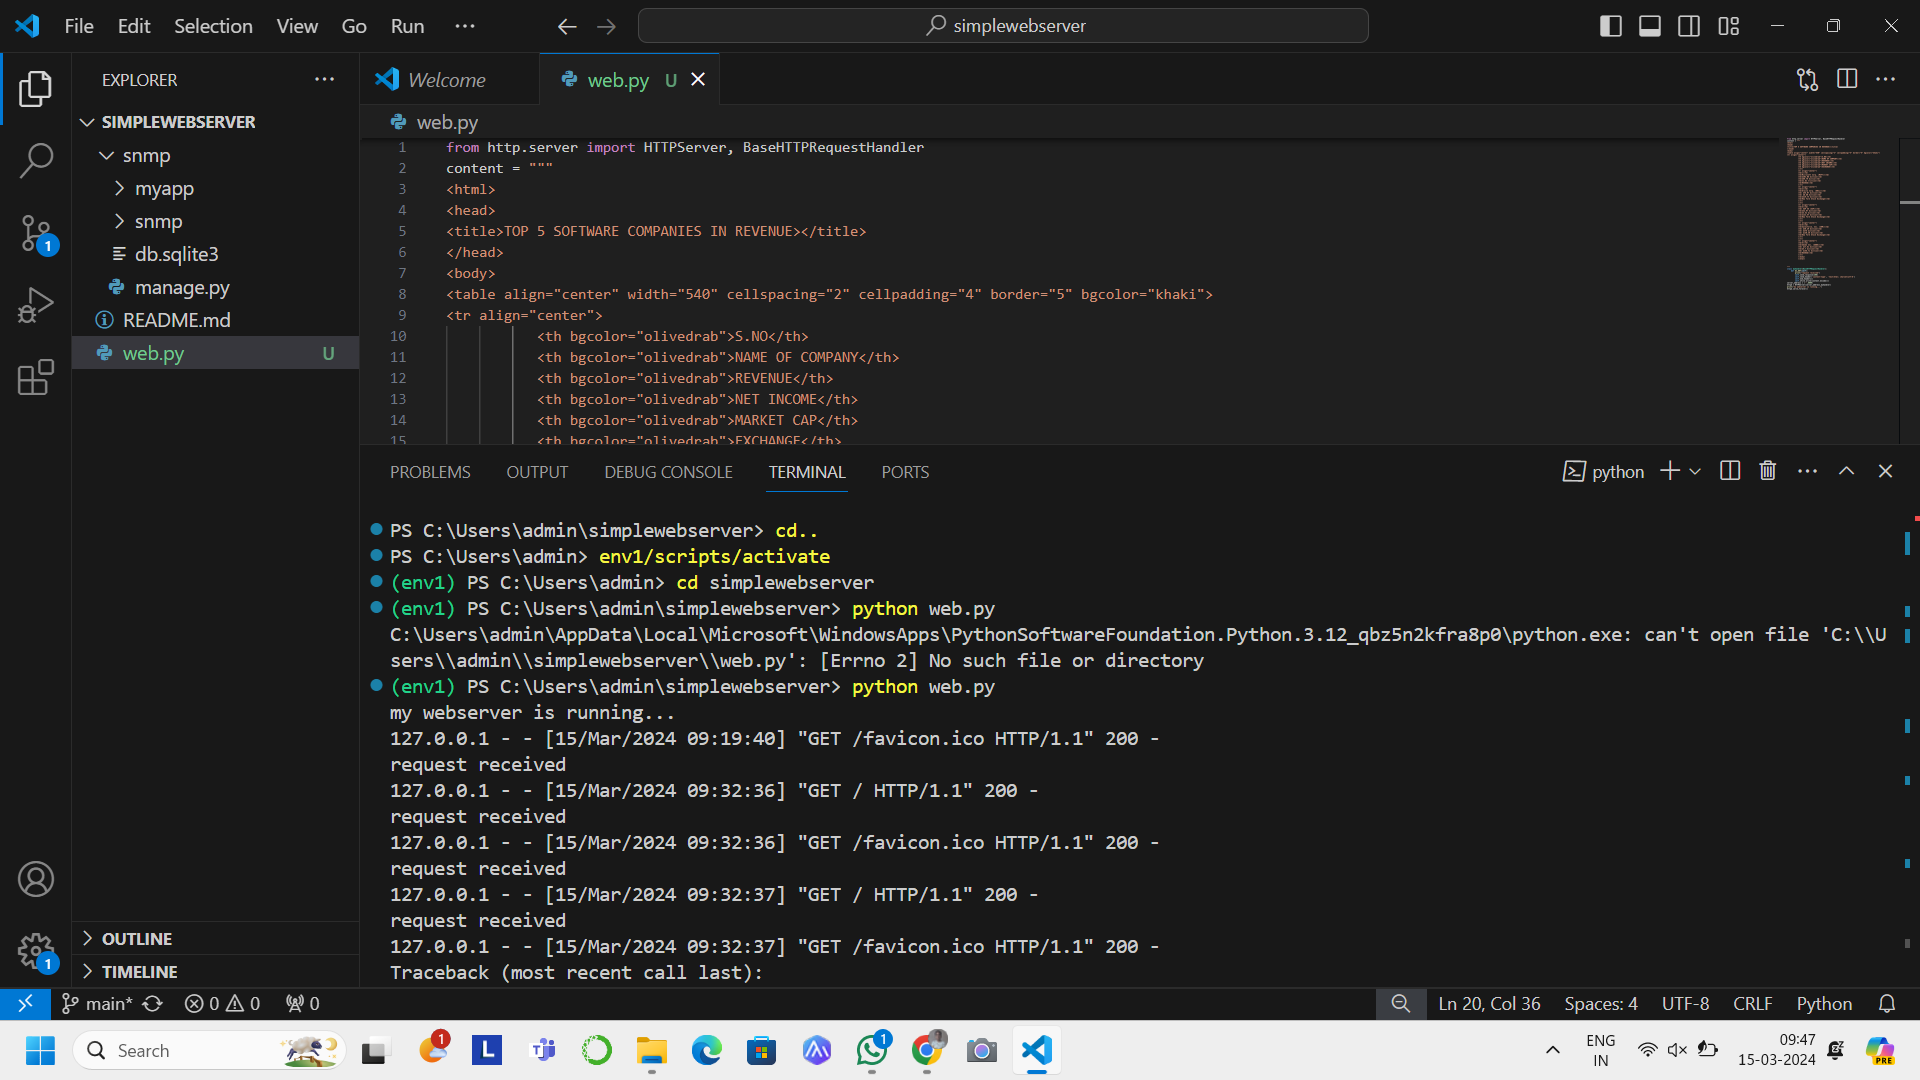 File Edit Selection View Go Run ··· simplewebserver
EXPLORER ···
Welcome
web.py U
SIMPLEWEBSERVER
snmp
myapp
snmp
db.sqlite3
manage.py
README.md
web.py U
1
web.py
1 from http.server import HTTPServer, BaseHTTPRequestHandler
2 content = """
3 <html>
4 <head>
5 <title>TOP 5 SOFTWARE COMPANIES IN REVENUE></title>
6 </head>
7 <body>
8 <table align="center" width="540" cellspacing="2" cellpadding="4" border="5" bgcolor="khaki">
9 <tr align="center">
10 <th bgcolor="olivedrab">S.NO</th>
11 <th bgcolor="olivedrab">NAME OF COMPANY</th>
12 <th bgcolor="olivedrab">REVENUE</th>
13 <th bgcolor="olivedrab">NET INCOME</th>
14 <th bgcolor="olivedrab">MARKET CAP</th>
15 <th bgcolor="olivedrab">EXCHANGE</th>
PROBLEMS OUTPUT DEBUG CONSOLE TERMINAL PORTS python
PS C:\Users\admin\simplewebserver> cd..
PS C:\Users\admin> env1/scripts/activate
(env1) PS C:\Users\admin> cd simplewebserver
(env1) PS C:\Users\admin\simplewebserver> python web.py
C:\Users\admin\AppData\Local\Microsoft\WindowsApps\PythonSoftwareFoundation.Python.3.12_qbz5n2kfra8p0\python.exe: can't open file 'C:\\U
sers\\admin\\simplewebserver\\web.py': [Errno 2] No such file or directory
(env1) PS C:\Users\admin\simplewebserver> python web.py
my webserver is running...
127.0.0.1 - - [15/Mar/2024 09:19:40] "GET /favicon.ico HTTP/1.1" 200 -
request received
127.0.0.1 - - [15/Mar/2024 09:32:36] "GET / HTTP/1.1" 200 -
request received
127.0.0.1 - - [15/Mar/2024 09:32:36] "GET /favicon.ico HTTP/1.1" 200 -
request received
127.0.0.1 - - [15/Mar/2024 09:32:37] "GET / HTTP/1.1" 200 -
request received
127.0.0.1 - - [15/Mar/2024 09:32:37] "GET /favicon.ico HTTP/1.1" 200 -
Traceback (most recent call last):
OUTLINE
TIMELINE
1
main* 0 0 0 Ln 20, Col 36 Spaces: 4 UTF-8 CRLF Python
Search 1 L 1 ENG IN 09:47 15-03-2024 PRE